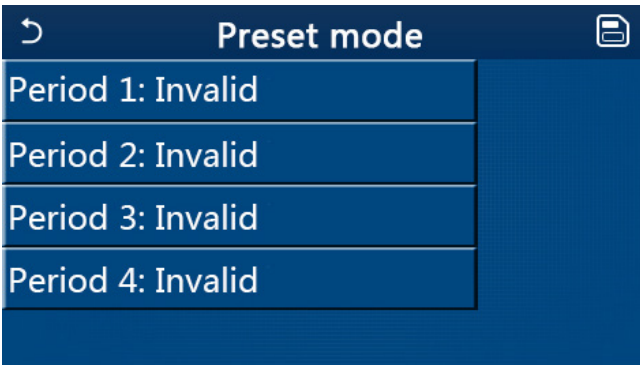 Preset mode
Period 1: Invalid
Period 2: Invalid
Period 3: Invalid
Period 4: Invalid